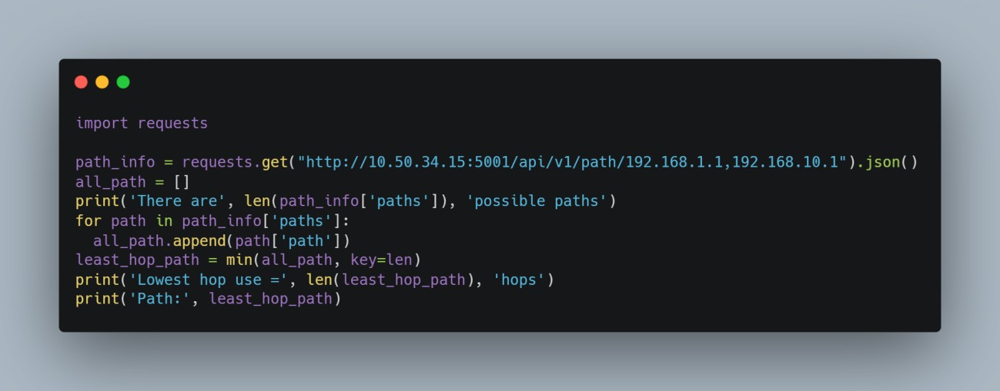 import requests

path_info = requests.get("http://10.50.34.15:5001/api/v1/path/192.168.1.1,192.168.10.1").json()
all_path = []
print('There are', len(path_info['paths']), 'possible paths')
for path in path_info['paths']:
  all_path.append(path['path'])
least_hop_path = min(all_path, key=len)
print('Lowest hop use =', len(least_hop_path), 'hops')
print('Path:', least_hop_path)